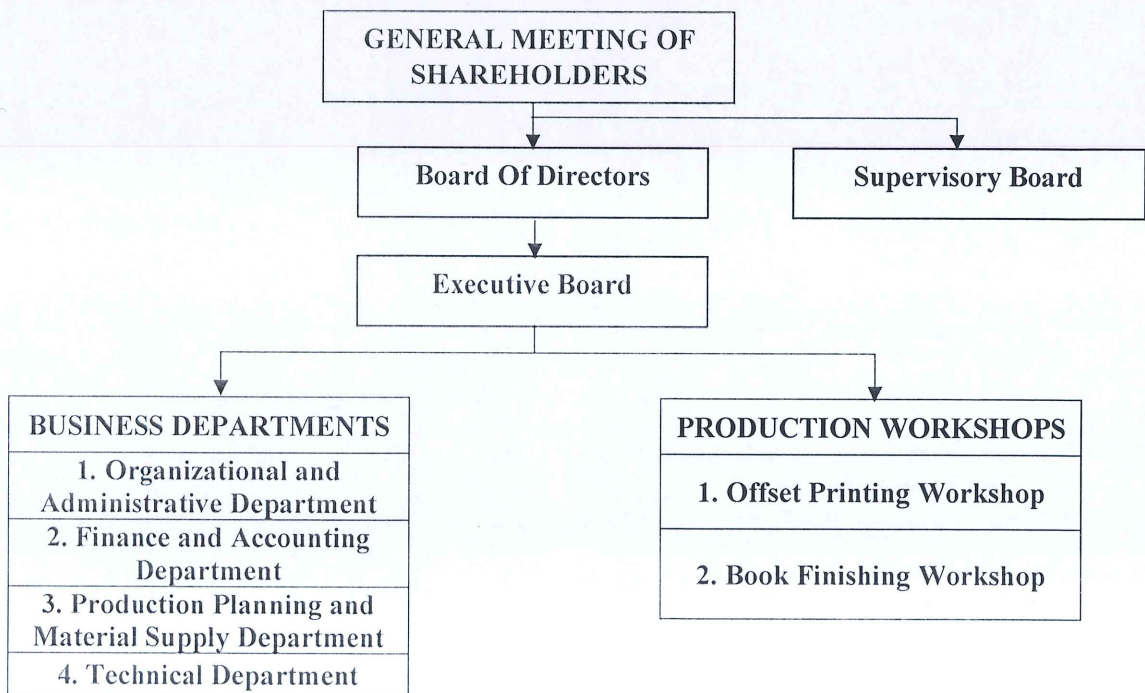 GENERAL MEETING OF
SHAREHOLDERS
Board Of Directors
Supervisory Board
Executive Board
BUSINESS DEPARTMENTS
1. Organizational and
Administrative Department
2. Finance and Accounting
Department
3. Production Planning and
Material Supply Department
4. Technical Department
PRODUCTION WORKSHOPS
1. Offset Printing Workshop
2. Book Finishing Workshop